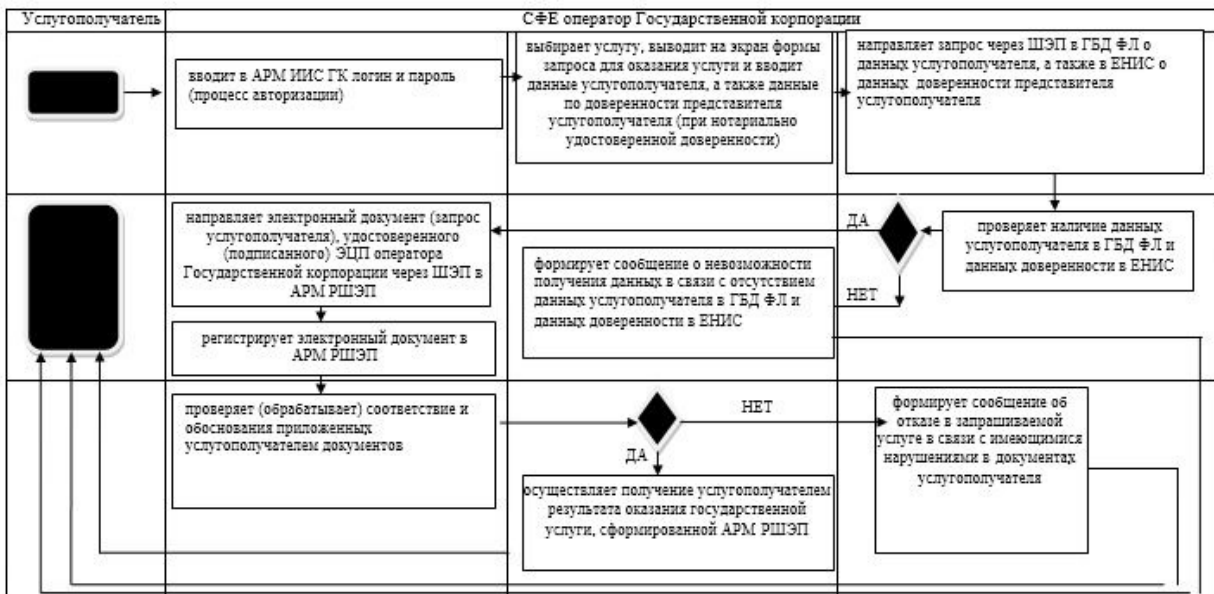 Услугополучатель
СФЕ оператор Государственной корпорации
вводит в АРМ ИИС ГК логин и пароль
(процесс авторизации)
выбирает услугу, выводит на экран формы
запроса для оказания услуги и вводит
данные услугополучателя, а также данные
по доверенности представителя
услугополучателя (при нотариально
удостоверенной доверенности)
направляет запрос через ШЭП в ГБД ФЛ о
данных услугополучателя, а также в ЕНИС о
данных доверенности представителя
услугополучателя
проверяет наличие данных
услугополучателя в ГБД ФЛ и
данных доверенности в ЕНИС
ДА
НЕТ
направляет электронный документ (запрос
услугополучателя), удостоверенного
(подписанного) ЭЦП оператора
Государственной корпорации через ШЭП в
АРМ РШЭП
формирует сообщение о невозможности
получения данных в связи с отсутствием
данных услугополучателя в ГБД ФЛ и
данных доверенности в ЕНИС
регистрирует электронный документ в
АРМ РШЭП
проверяет (обрабатывает) соответствие и
обоснования приложенных
услугополучателем документов
НЕТ
ДА
формирует сообщение об
отказе в запрашиваемой
услуге в связи с имеющимися
нарушениями в документах
услугополучателя
осуществляет получение услугополучателем
результата оказания государственной
услуги, сформированной АРМ РШЭП